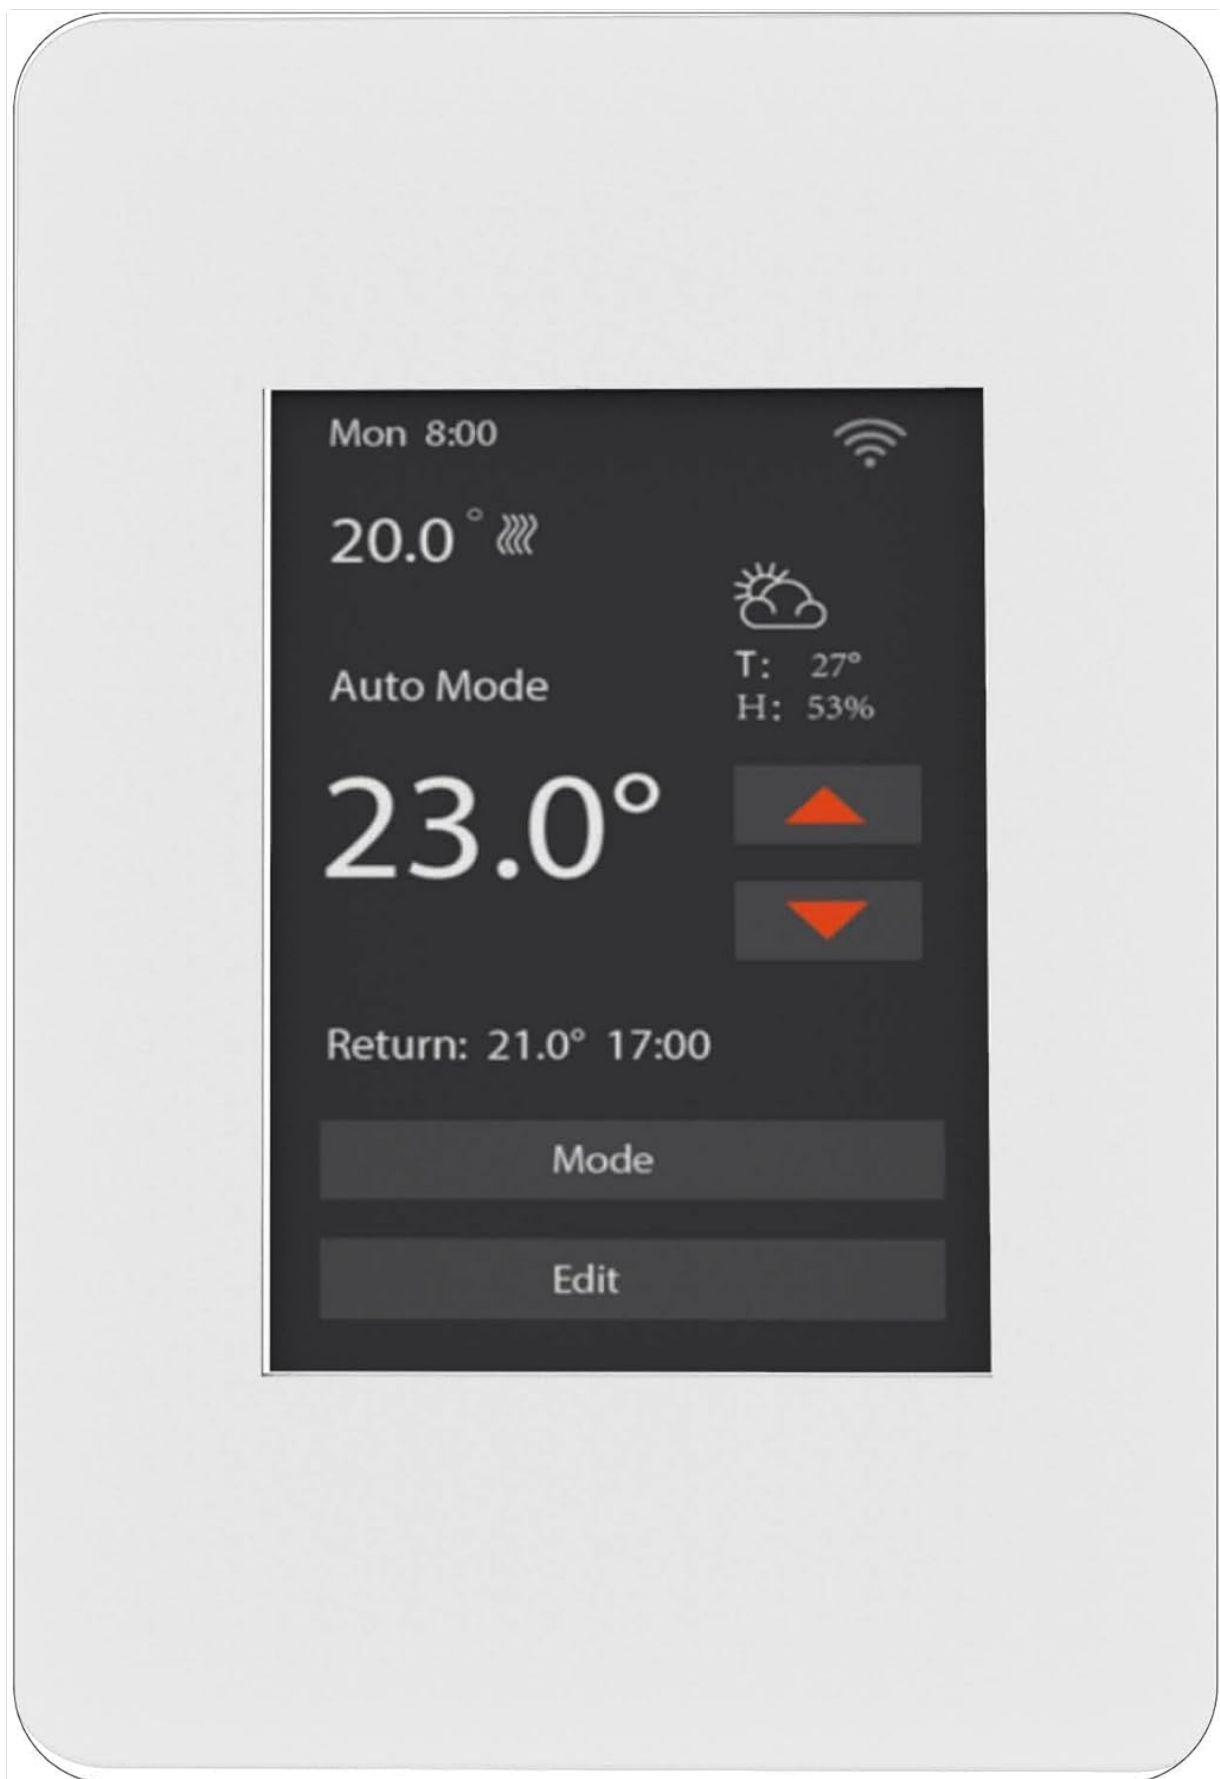 Mon 8:00
20.0°
Auto Mode
T: 27°
H: 53%
23.0°
Return: 21.0° 17:00
Mode
Edit